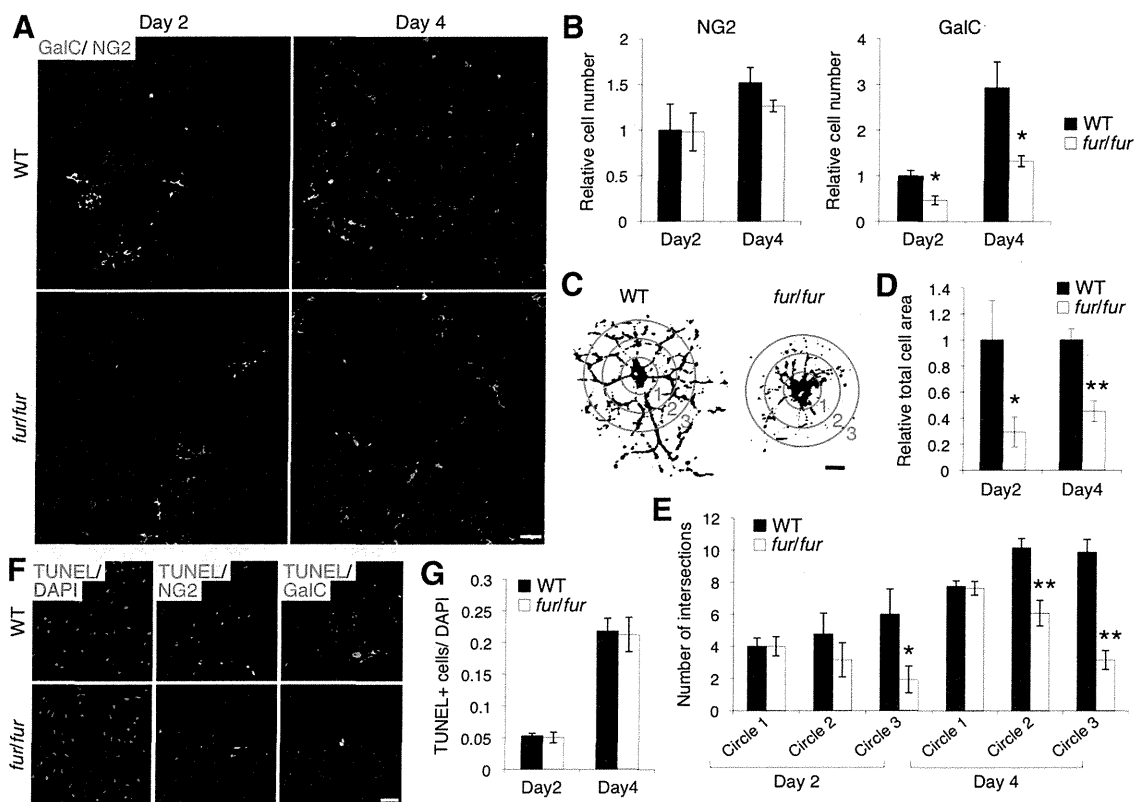 A
Day 2
Day 4
GalC/ NG2
WT
fur/fur
B
NG2
Relative cell number
2
1.5
1
0.5
0
Day2
Day4
GalC
Relative cell number
4
3
2
1
0
*
*
Day2
Day4
WT
fur/fur
C
WT
fur/fur
1
2
3
1
2
3
D
WT
fur/fur
Relative total cell area
1.4
1.2
1
0.8
0.6
0.4
0.2
0
*
**
Day2
Day4
E
WT
fur/fur
Number of intersections
12
10
8
6
4
2
0
*
**
**
Circle 1
Circle 2
Circle 3
Circle 1
Circle 2
Circle 3
Day 2
Day 4
F
TUNEL/
DAPI
TUNEL/
NG2
TUNEL/
GalC
WT
fur/fur
G
WT
fur/fur
TUNEL+ cells/ DAPI
0.3
0.25
0.2
0.15
0.1
0.05
0
Day2
Day4